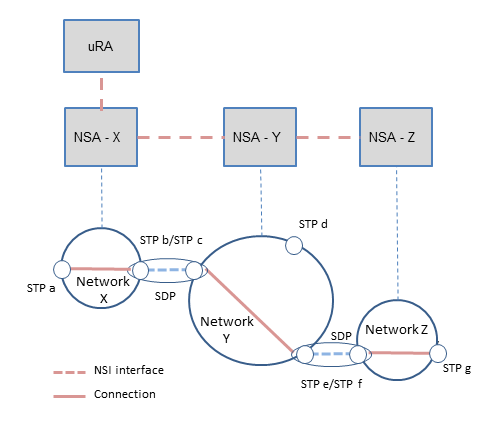 uRA
NSA - X
NSA - Y
NSA - Z
STP d
STP b/STP c
STP a
Network
X
SDP
Network
Y
SDP
Network Z
STP g
STP e/STP f
NSI interface
Connection